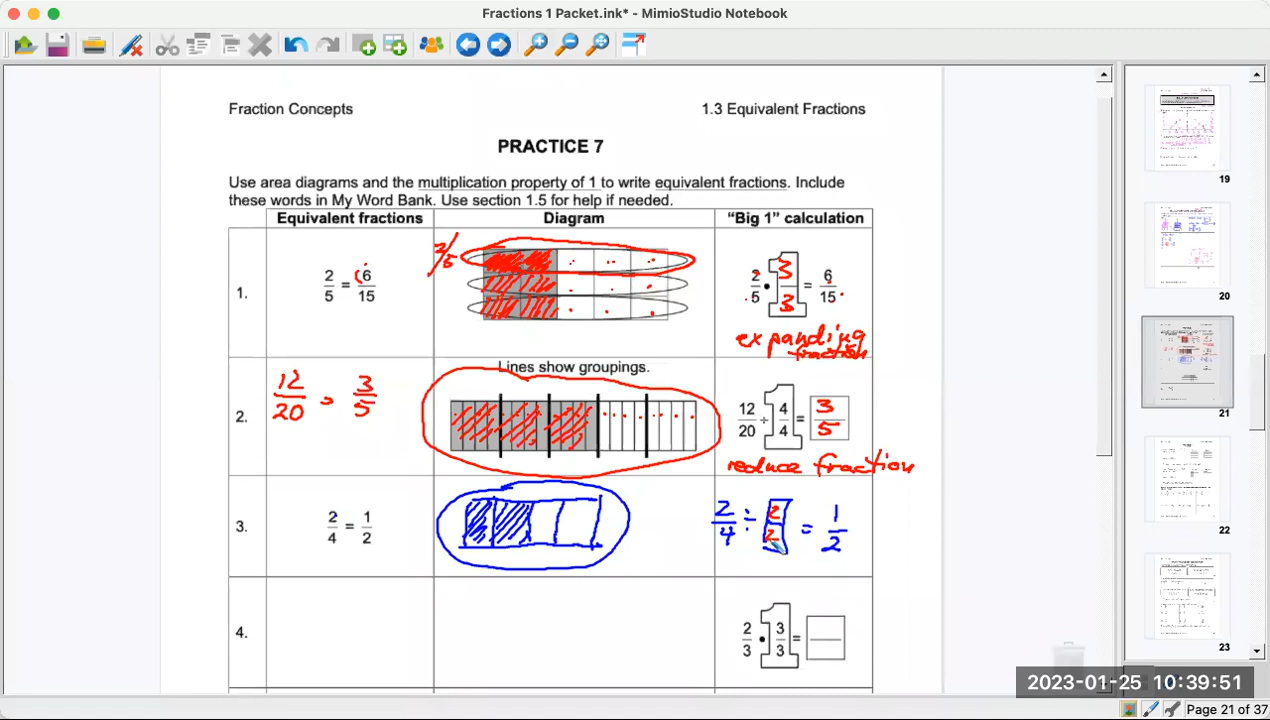 Fractions 1 Packet.ink* - MimioStudio Notebook
Fraction Concepts
1.3 Equivalent Fractions
PRACTICE 7
Use area diagrams and the multiplication property of 1 to write equivalent fractions. Include
these words in My Word Bank. Use section 1.5 for help if needed.
Equivalent fractions
Diagram
“Big 1” calculation
1.
2/5 = 6/15
2/5
2/5 • 3/3 = 6/15
expanding
fraction
2.
12/20 = 3/5
Lines show groupings.
12/20 ÷ 4/4 = 3/5
reduce fraction
3.
2/4 = 1/2
2/4 ÷ 2/2 = 1/2
4.
2/3 • 3/3 =
19
20
21
22
23
2023-01-25 10:39:51
Page 21 of 37